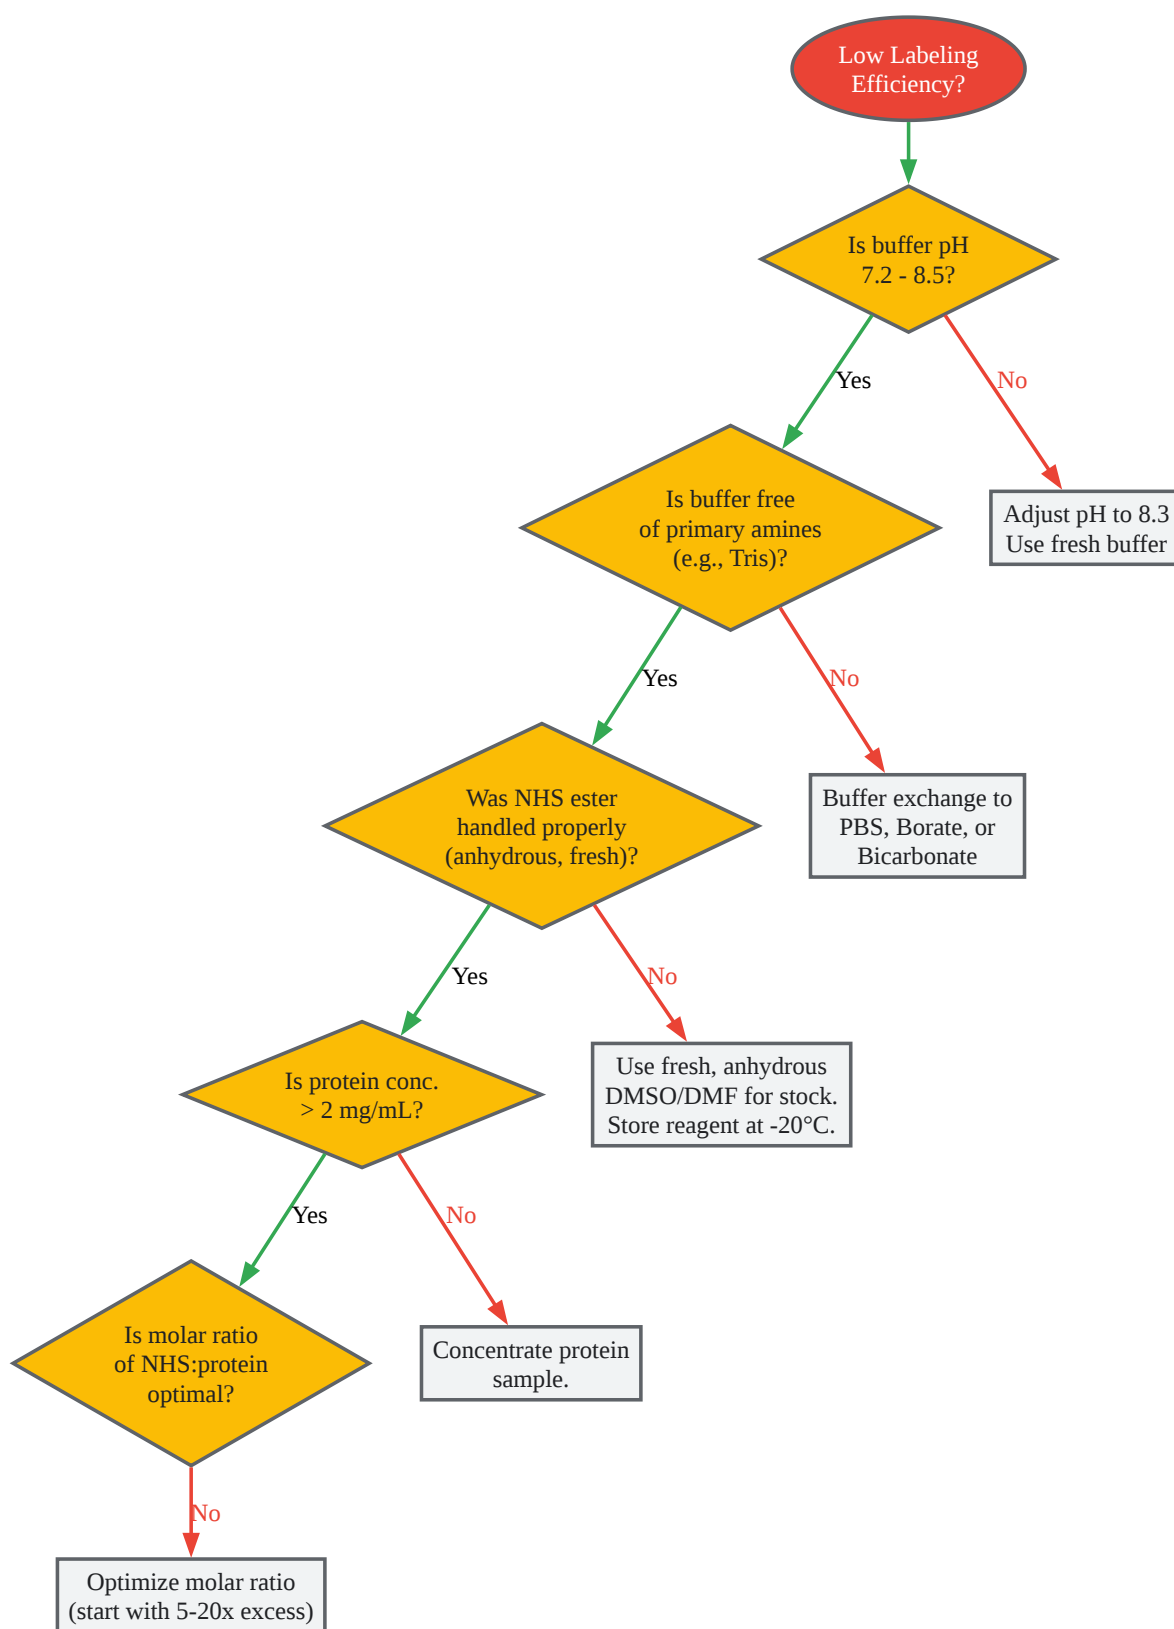 Low Labeling
Efficiency?
Is buffer pH
7.2 - 8.5?
Yes
No
Is buffer free
of primary amines
(e.g., Tris)?
Adjust pH to 8.3
Use fresh buffer
Yes
No
Was NHS ester
handled properly
(anhydrous, fresh)?
Buffer exchange to
PBS, Borate, or
Bicarbonate
Yes
No
Is protein conc.
> 2 mg/mL?
Use fresh, anhydrous
DMSO/DMF for stock.
Store reagent at -20°C.
Yes
No
Is molar ratio
of NHS:protein
optimal?
Concentrate protein
sample.
No
Optimize molar ratio
(start with 5-20x excess)